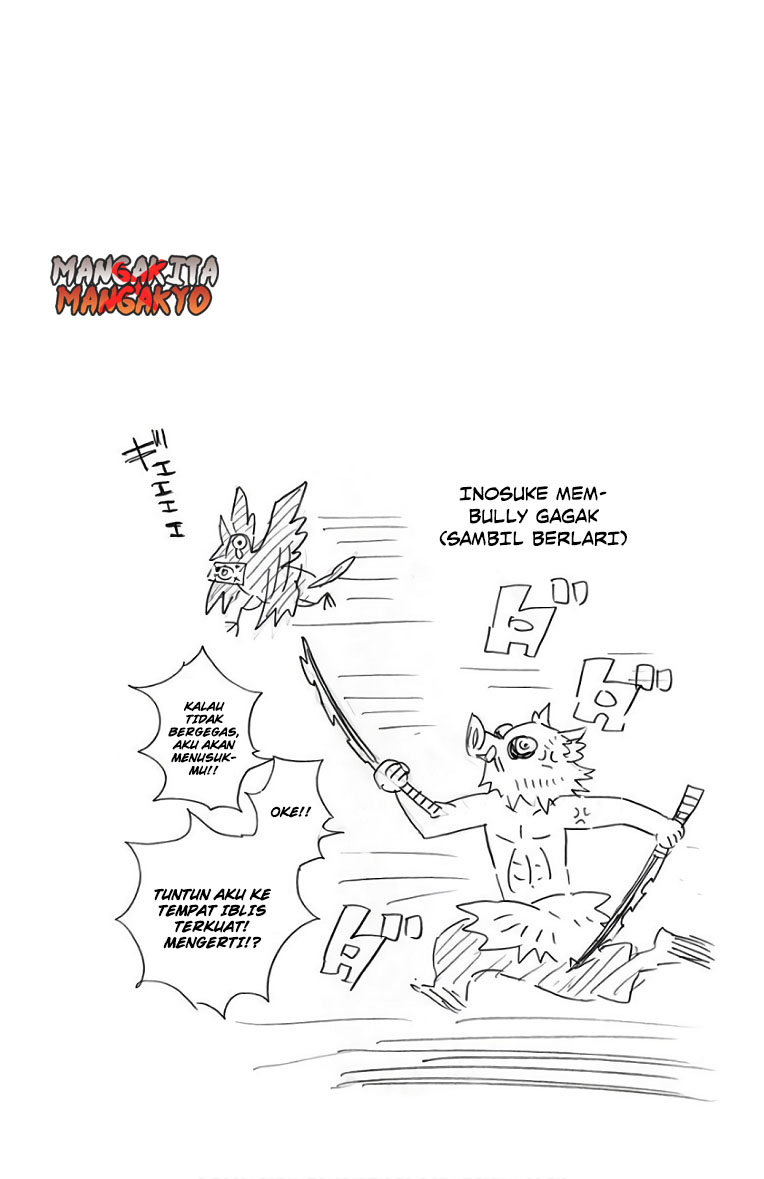 MANGAKITA
MANGAKYO
INOSUKE MEM-
BULLY GAGAK
(SAMBIL BERLARI)
KALAU
TIDAK
BERGEGAS,
AKU AKAN
MENUSUK-
MU!!
OKE!!
TUNTUN AKU KE
TEMPAT IBLIS
TERKUAT!
MENGERTI!?